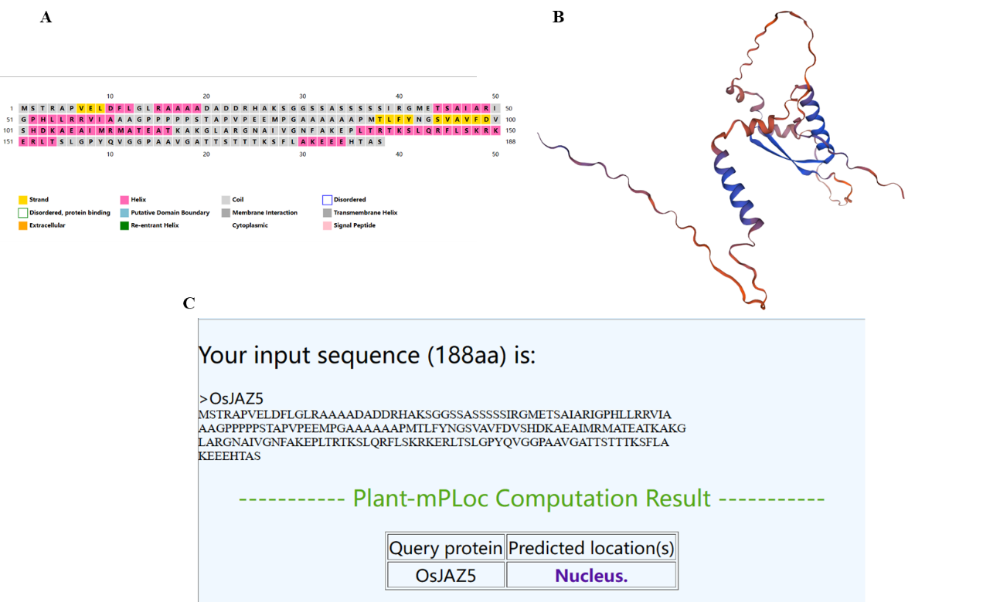 A
B
10 20 30 40 50
1 M S T R A P V E L D F L G L R A A A A D A D D R H A K S G G S S A S S S S S I R G M E T S A I A R I 50
51 G P H L L R R V I A A A G P P P P P S T A P V P E E M P G A A A A A A P M T L F Y N G S V A V F D V 100
101 S H D K A E A I M R M A T E A T K A K G L A R G N A I V G N F A K E P L T R T K S L Q R F L S K R K 150
151 E R L T S L G P Y Q V G G P A A V G A T T S T T T K S F L A K E E E H T A S 188
10 20 30 40 50
Strand Helix Coil Disordered
Disordered, protein binding Putative Domain Boundary Membrane Interaction Transmembrane Helix
Extracellular Re-entrant Helix Cytoplasmic Signal Peptide
C
Your input sequence (188aa) is:
>OsJAZ5
MSTRAPVELDFLGLRAAAADADDRHAKSGGSSASSSSSIRGMETSAIARIGPHLLRRVIA
AAGPPPPPSTAPVPEEMPGAAAAAAPMTLFYNGSVAVFDVSHDKAEAIMRMATEATKAKG
LARGNAIVGNFAKEPLTRTKSLQRFLSKRKERLTSLGPYQVGGPAAVGATTSTTTKSFLA
KEEEHTAS
----------- Plant-mPLoc Computation Result -----------
Query protein Predicted location(s)
OsJAZ5 Nucleus.